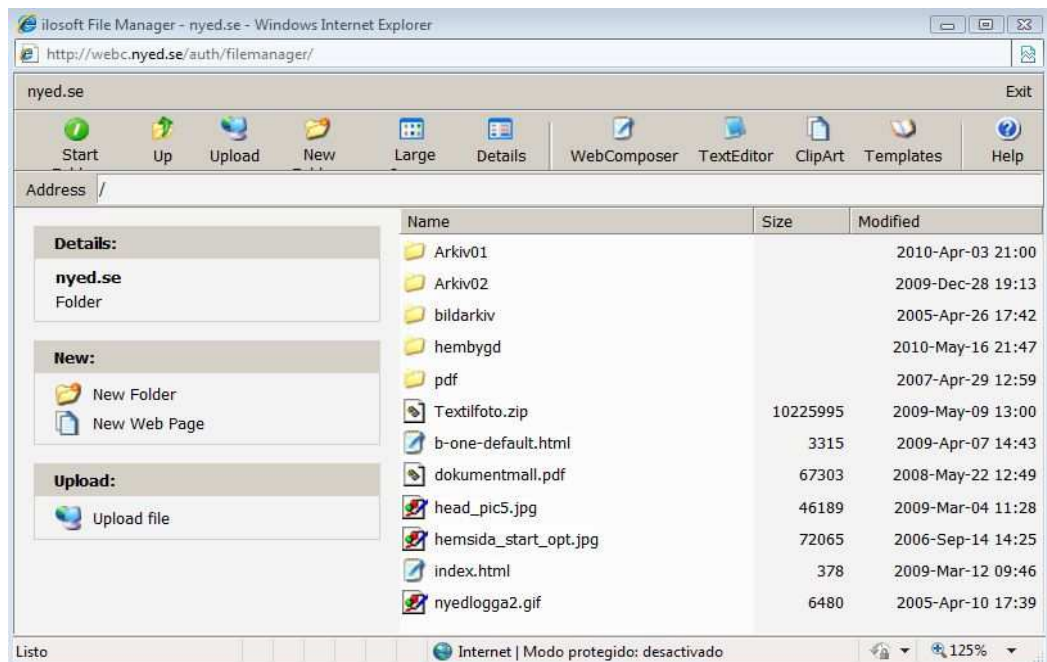 ilosoft File Manager - nyed.se - Windows Internet Explorer
http://webc.nyed.se/auth/filemanager/
nyed.se Exit
Start Up Upload New Large Details WebComposer TextEditor ClipArt Templates Help
Address /
Details:
nyed.se
Folder
New:
New Folder
New Web Page
Upload:
Upload file
Name Size Modified
Arkiv01 2010-Apr-03 21:00
Arkiv02 2009-Dec-28 19:13
bildarkiv 2005-Apr-26 17:42
hembygd 2010-May-16 21:47
pdf 2007-Apr-29 12:59
Textilfoto.zip 10225995 2009-May-09 13:00
b-one-default.html 3315 2009-Apr-07 14:43
dokumentmall.pdf 67303 2008-May-22 12:49
head_pic5.jpg 46189 2009-Mar-04 11:28
hemsida_start_opt.jpg 72065 2006-Sep-14 14:25
index.html 378 2009-Mar-12 09:46
nyedlogga2.gif 6480 2005-Apr-10 17:39
Listo Internet | Modo protegido: desactivado 125%